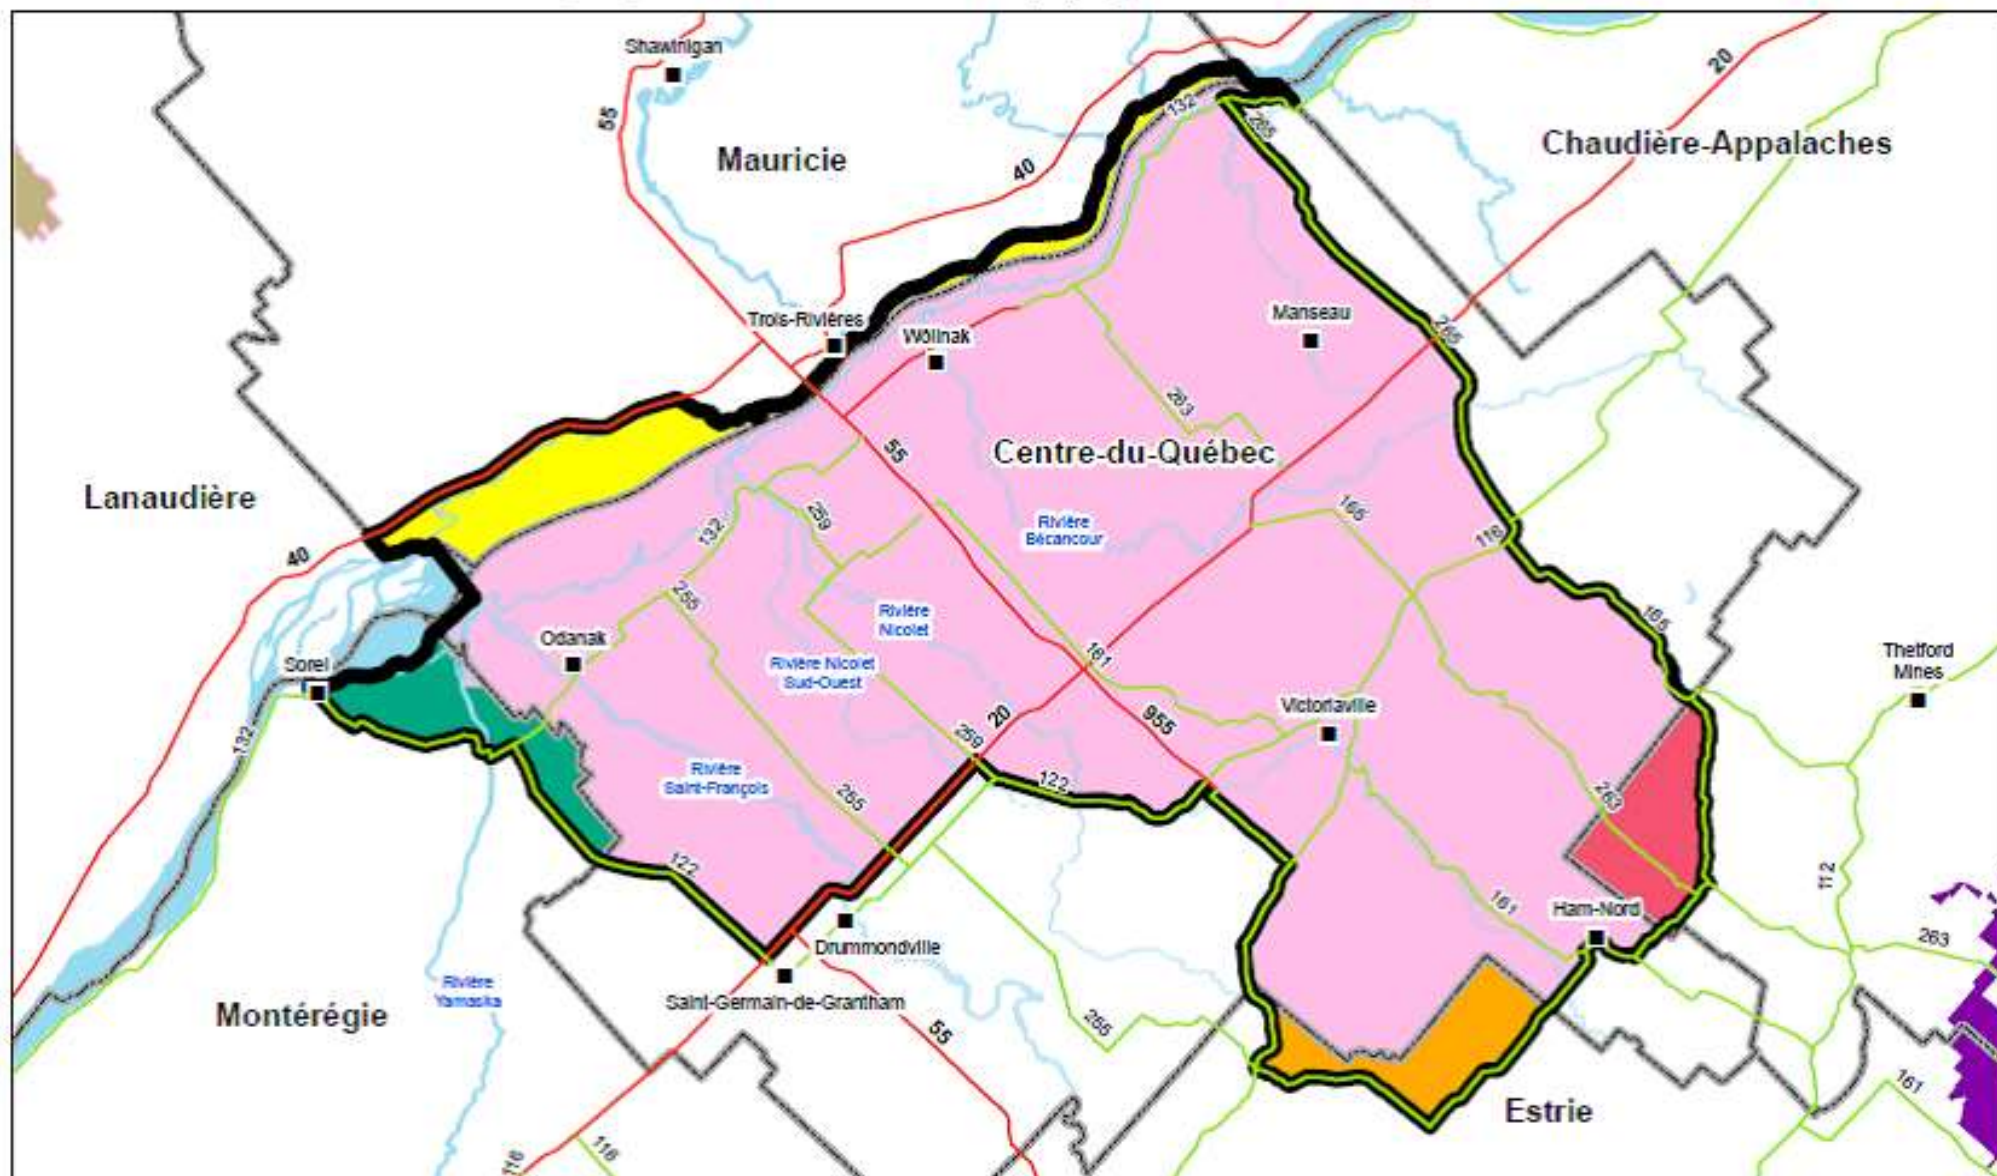 Shawinigan
132
20
265
55
Mauricie
Chaudière-Appalaches
40
Trois-Rivières
Wôlinak
Manseau
265
263
55
Centre-du-Québec
Lanaudière
132
259
Rivière
Bécancour
165
116
40
255
Rivière
Nicolet
Odanak
165
Sorel
Rivière Nicolet
Sud-Ouest
161
Thetford
Mines
132
20
955
Victoriaville
259
Rivière
Saint-François
122
255
263
122
112
161
Ham-Nord
Drummondville
263
Rivière
Yamaska
Saint-Germain-de-Grantham
Montérégie
55
255
161
Estrie
116
116